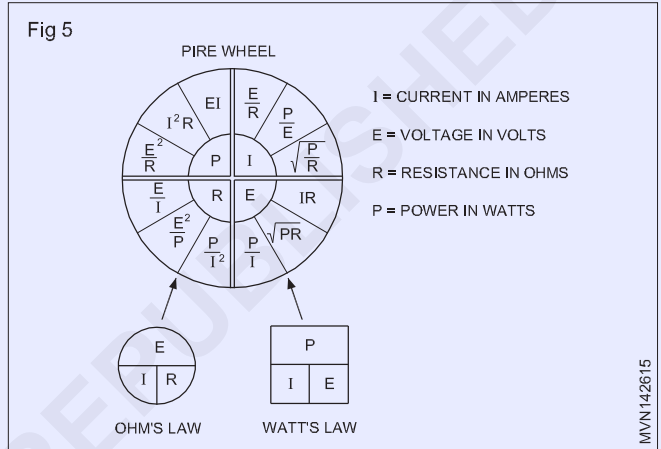 Fig 5
PIRE WHEEL
EI
I²R
E²/R
P
E/R
P/E
√(P/R)
I
E/I
E²/P
P/I²
R
IR
√PR
P/I
E
I = CURRENT IN AMPERES
E = VOLTAGE IN VOLTS
R = RESISTANCE IN OHMS
P = POWER IN WATTS
E
I R
OHM'S LAW
P
I E
WATT'S LAW
MVN142615
REPUBLISHED